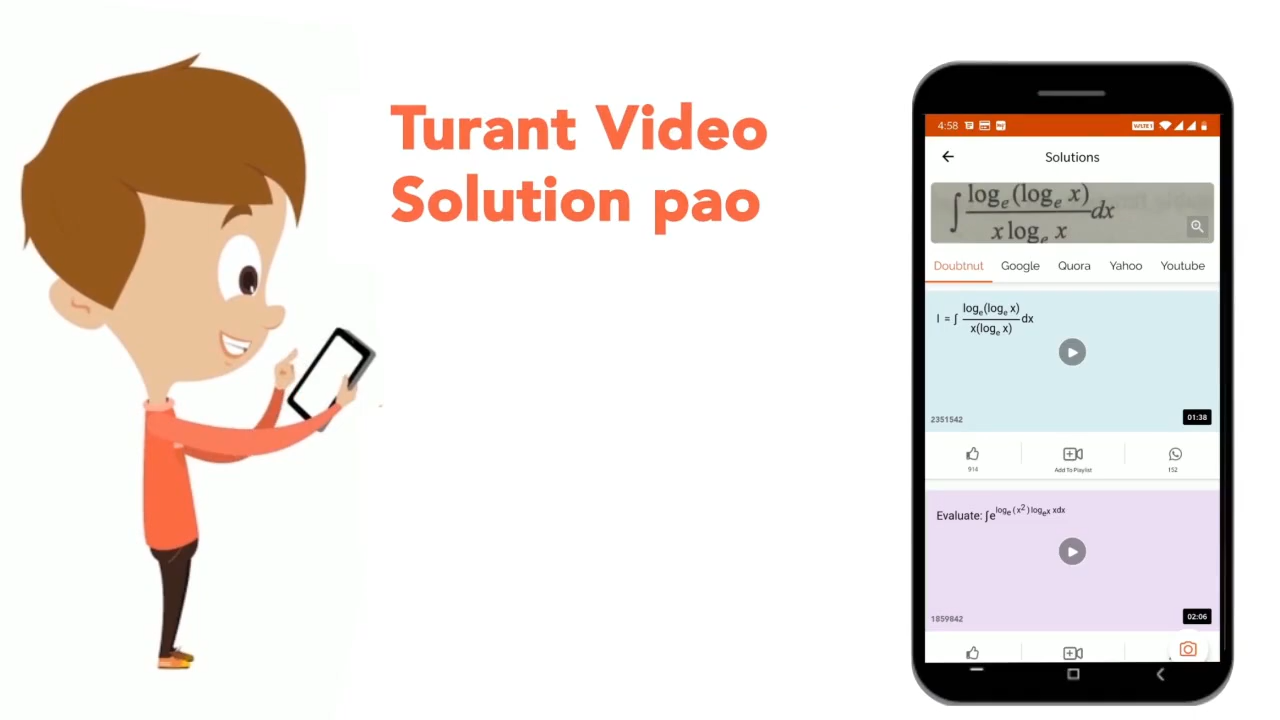 Turant Video
Solution pao
4:58
Solutions
∫ logₑ(logₑ x) / x logₑ x dx
Doubtnut Google Quora Yahoo Youtube
I = ∫ logₑ(logₑ x) / x(logₑ x) dx
2351542 01:38
914 Add To Playlist 152
Evaluate: ∫e^logₑ(x²)logₑx xdx
1859842 02:06